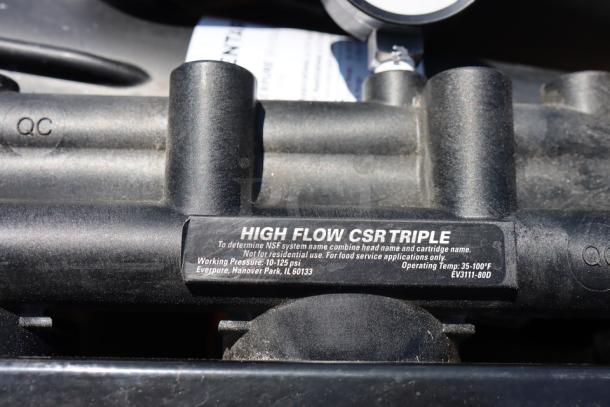 QC
HIGH FLOW CSR TRIPLE
To determine NSF system name combine head name and cartridge name.
Not for residential use. For food service applications only.
Working Pressure: 10-125 psi Operating Temp: 35-100°F
Everpure, Hanover Park, IL 60133 EV3111-80D
QC